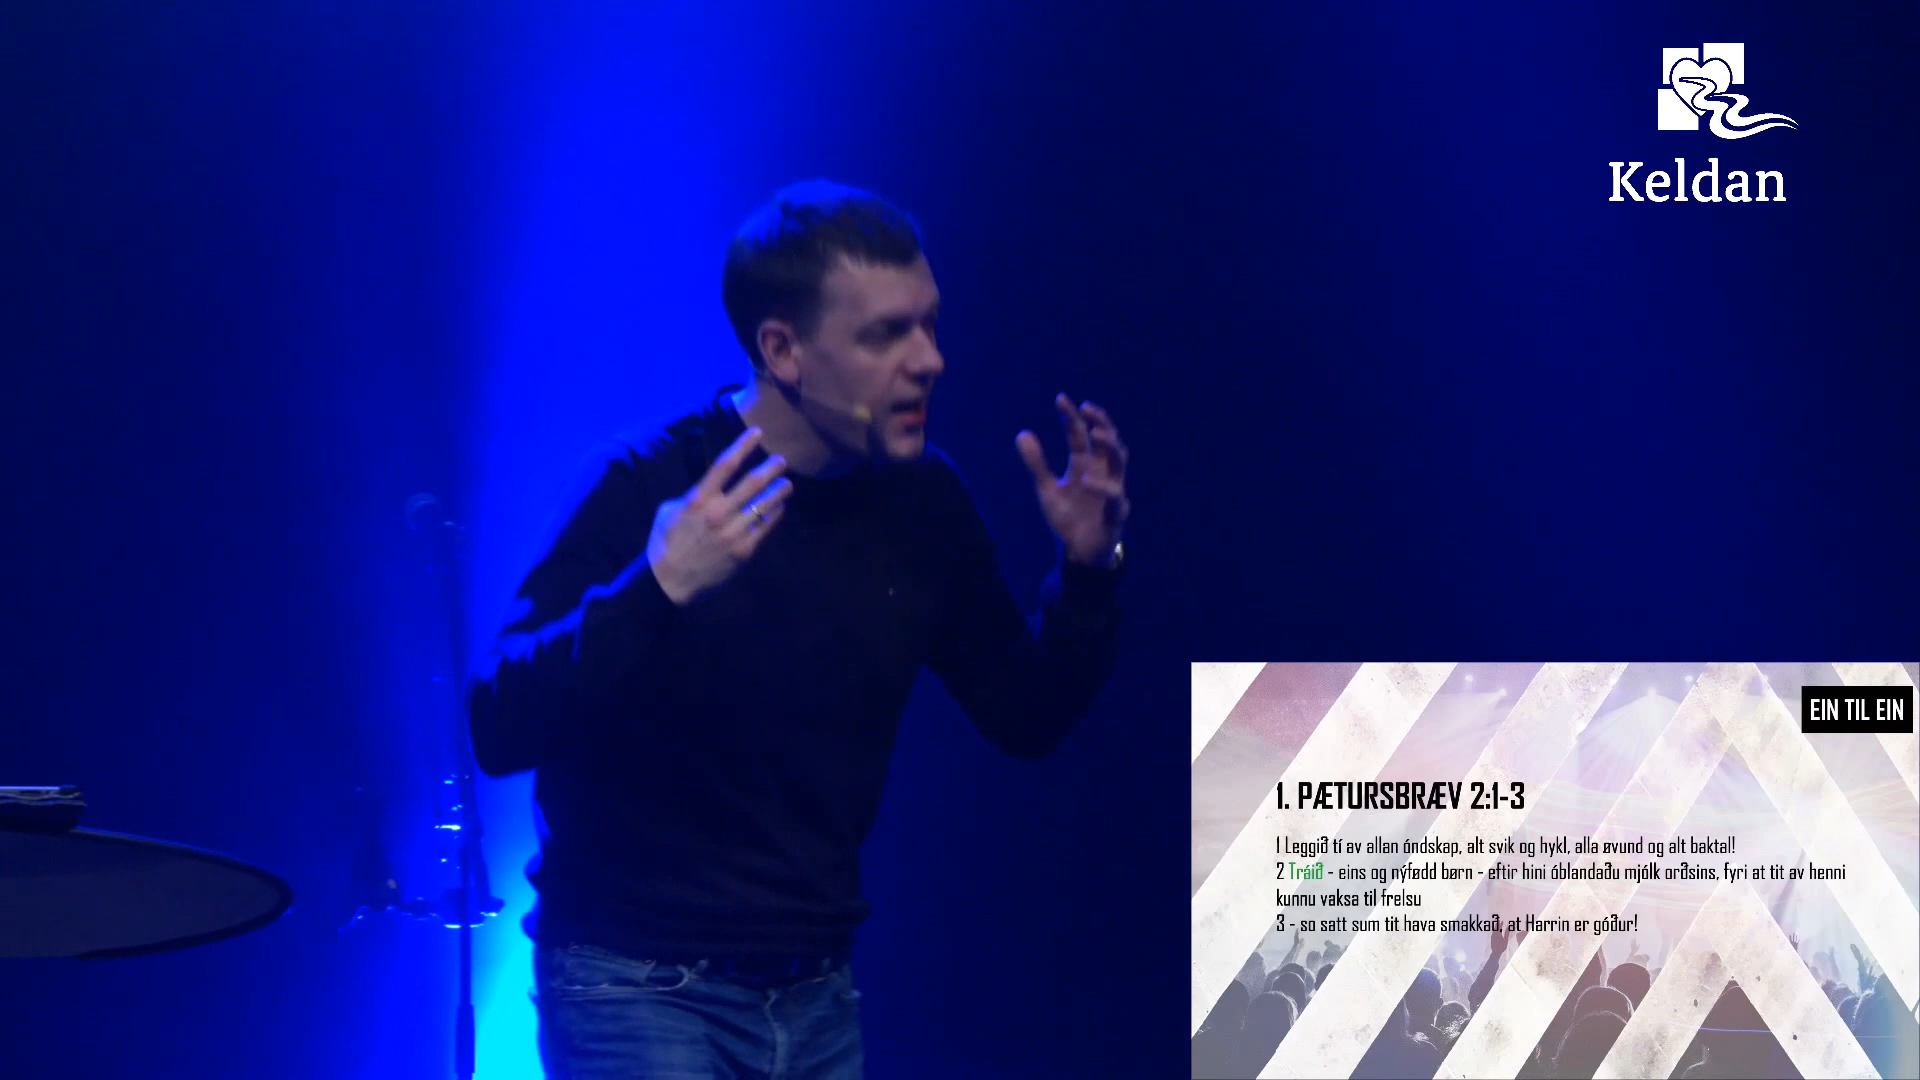 Keldan
EIN TIL EIN
1. PÆTURSBRÆV 2:1-3
1 Leggið tí av allan óndskap, alt svik og hykl, alla øvund og alt baktal!
2 Tráið - eins og nýfødd børn - eftir hini óblandaðu mjólk orðsins, fyri at tit av henni
kunnu vaksa til frelsu
3 - so satt sum tit hava smakkað, at Harrin er góður!